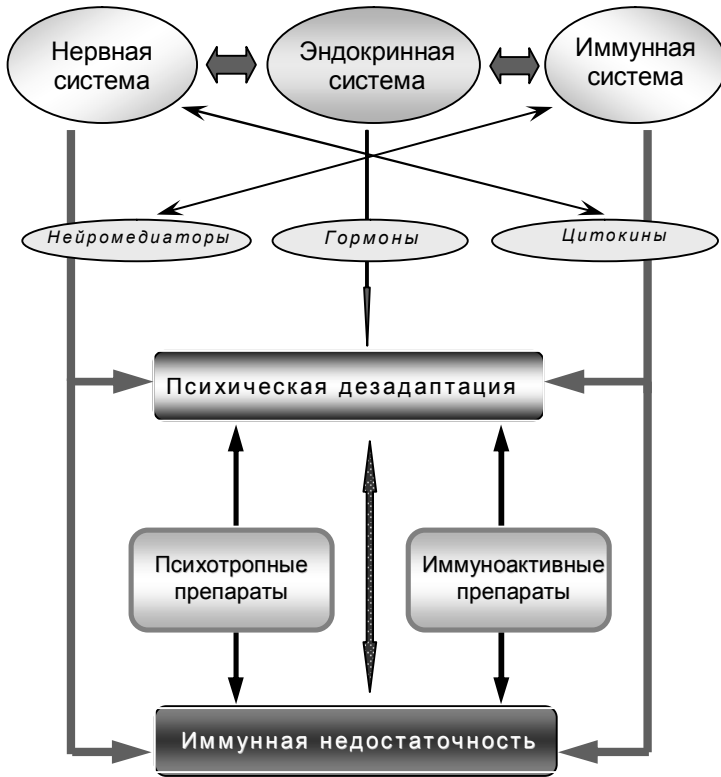 Нервная
система
Эндокринная
система
Иммунная
система
Нейромедиаторы
Гормоны
Цитокины
Психическая дезадаптация
Психотропные
препараты
Иммуноактивные
препараты
Иммунная недостаточность